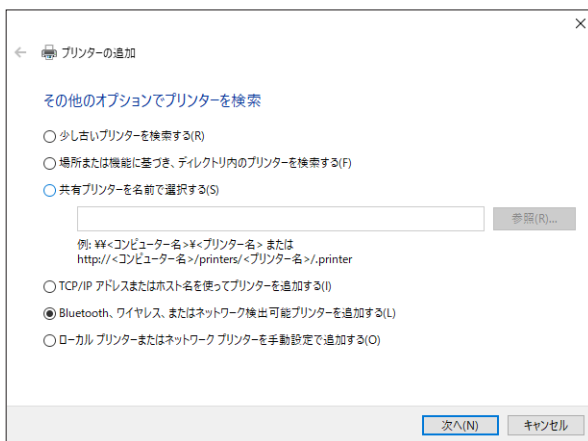 プリンターの追加
その他のオプションでプリンターを検索
少し古いプリンターを検索する(R)
場所または機能に基づき、ディレクトリ内のプリンターを検索する(F)
共有プリンターを名前で選択する(S)
参照(R)...
例: ¥¥<コンピューター名>¥<プリンター名> または
http://<コンピューター名>/printers/<プリンター名>/.printer
TCP/IP アドレスまたはホスト名を使ってプリンターを追加する(I)
Bluetooth、ワイヤレス、またはネットワーク検出可能プリンターを追加する(L)
ローカル プリンターまたはネットワーク プリンターを手動設定で追加する(O)
次へ(N)
キャンセル